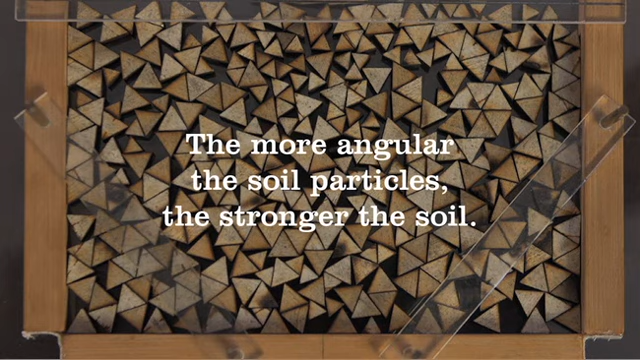 The more angular
the soil particles,
the stronger the soil.